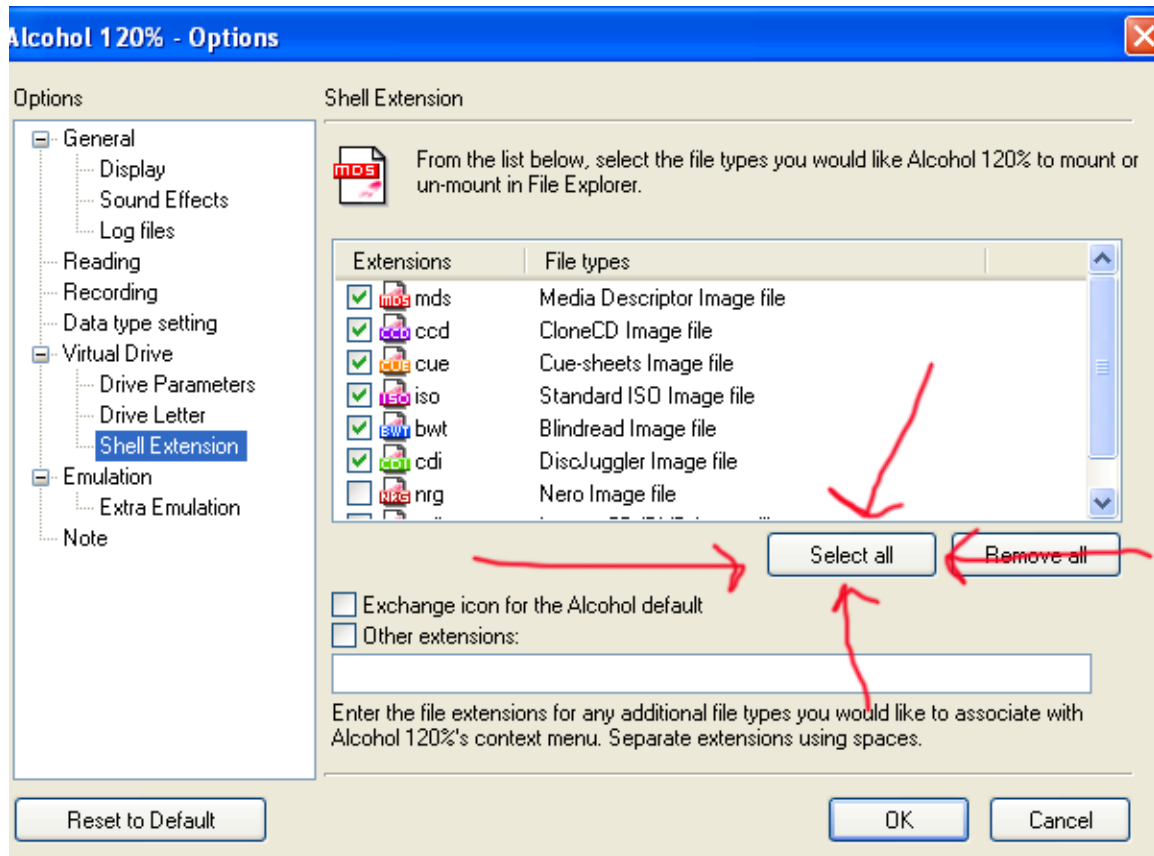 Alcohol 120% - Options
Options
General
Display
Sound Effects
Log files
Reading
Recording
Data type setting
Virtual Drive
Drive Parameters
Drive Letter
Shell Extension
Emulation
Extra Emulation
Note
Shell Extension
From the list below, select the file types you would like Alcohol 120% to mount or
un-mount in File Explorer.
Extensions File types
mds Media Descriptor Image file
ccd CloneCD Image file
cue Cue-sheets Image file
iso Standard ISO Image file
bwt Blindread Image file
cdi DiscJuggler Image file
nrg Nero Image file
Select all Remove all
Exchange icon for the Alcohol default
Other extensions:
Enter the file extensions for any additional file types you would like to associate with
Alcohol 120%'s context menu. Separate extensions using spaces.
Reset to Default OK Cancel